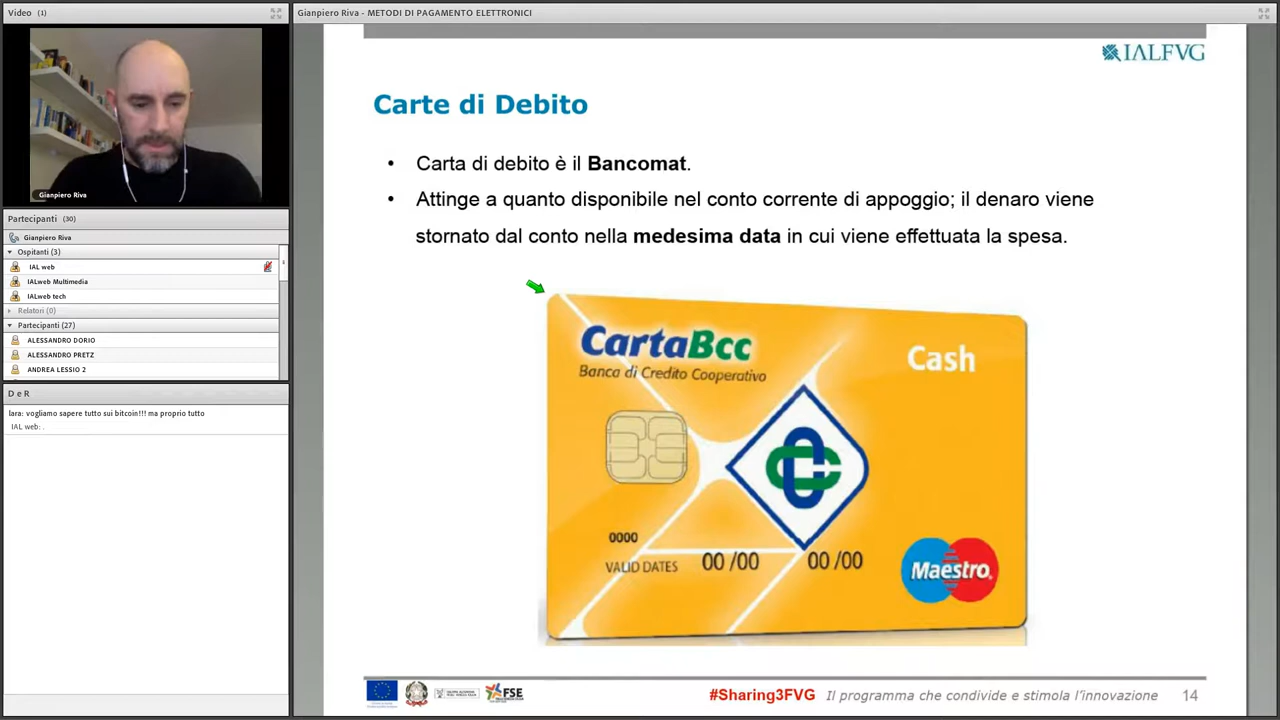 Video (1)
Gianpiero Riva
Partecipanti (30)
Gianpiero Riva
Ospitanti (3)
IAL web
IALweb Multimedia
IALweb tech
Relatori (0)
Partecipanti (27)
ALESSANDRO DORIO
ALESSANDRO PRETZ
ANDREA LESSIO 2
D e R
lara: vogliamo sapere tutto sui bitcoin!!! ma proprio tutto
IAL web: .
Gianpiero Riva - METODI DI PAGAMENTO ELETTRONICI
IALFVG
Carte di Debito
• Carta di debito è il Bancomat.
• Attinge a quanto disponibile nel conto corrente di appoggio; il denaro viene
stornato dal conto nella medesima data in cui viene effettuata la spesa.
CartaBcc
Banca di Credito Cooperativo
Cash
0000
VALID DATES 00 /00 00 /00
Maestro
FSE
#Sharing3FVG Il programma che condivide e stimola l'innovazione 14